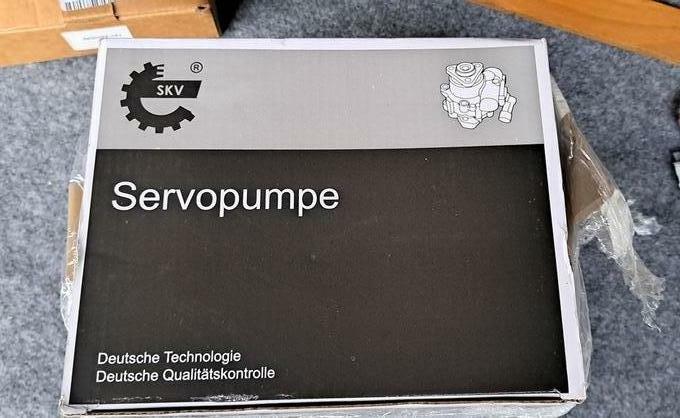 SKV
®
Servopumpe
Deutsche Technologie
Deutsche Qualitätskontrolle